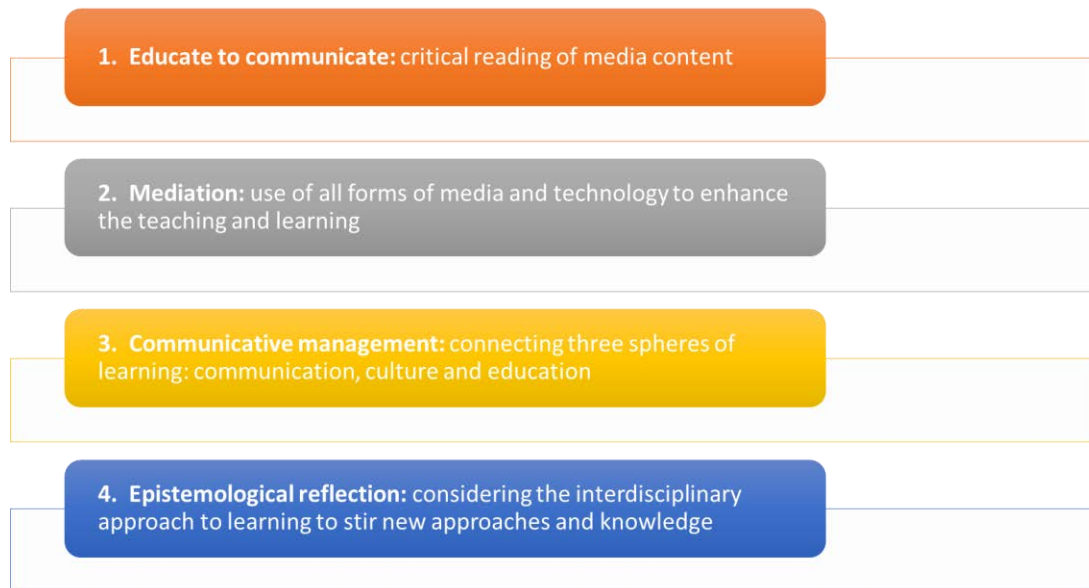 1. Educate to communicate: critical reading of media content
2. Mediation: use of all forms of media and technology to enhance
the teaching and learning
3. Communicative management: connecting three spheres of
learning: communication, culture and education
4. Epistemological reflection: considering the interdisciplinary
approach to learning to stir new approaches and knowledge